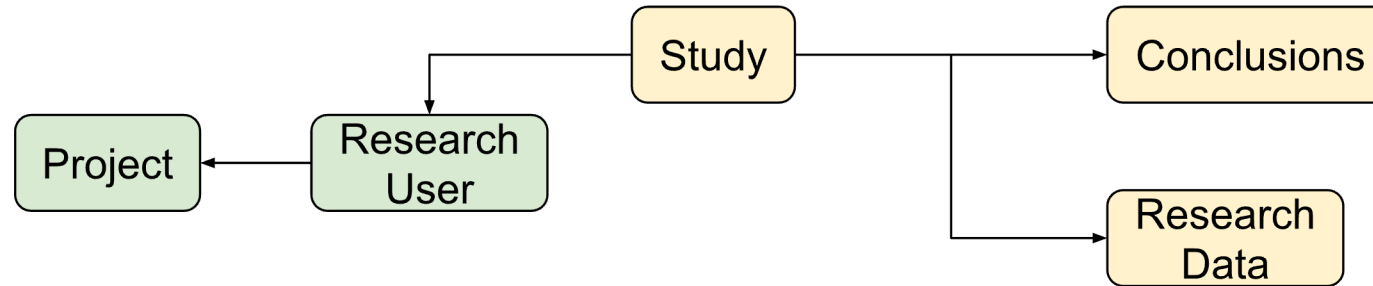 Study
Conclusions
Project
Research
User
Research
Data